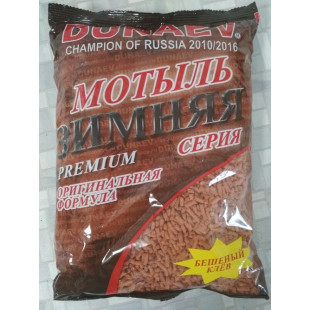 DUNAEV®
CHAMPION OF RUSSIA 2010/2016
МОТЫЛЬ
ЗИМНЯЯ
СЕРИЯ
PREMIUM
ОРИГИНАЛЬНАЯ
ФОРМУЛА
БЕШЕНЫЙ
КЛЁВ